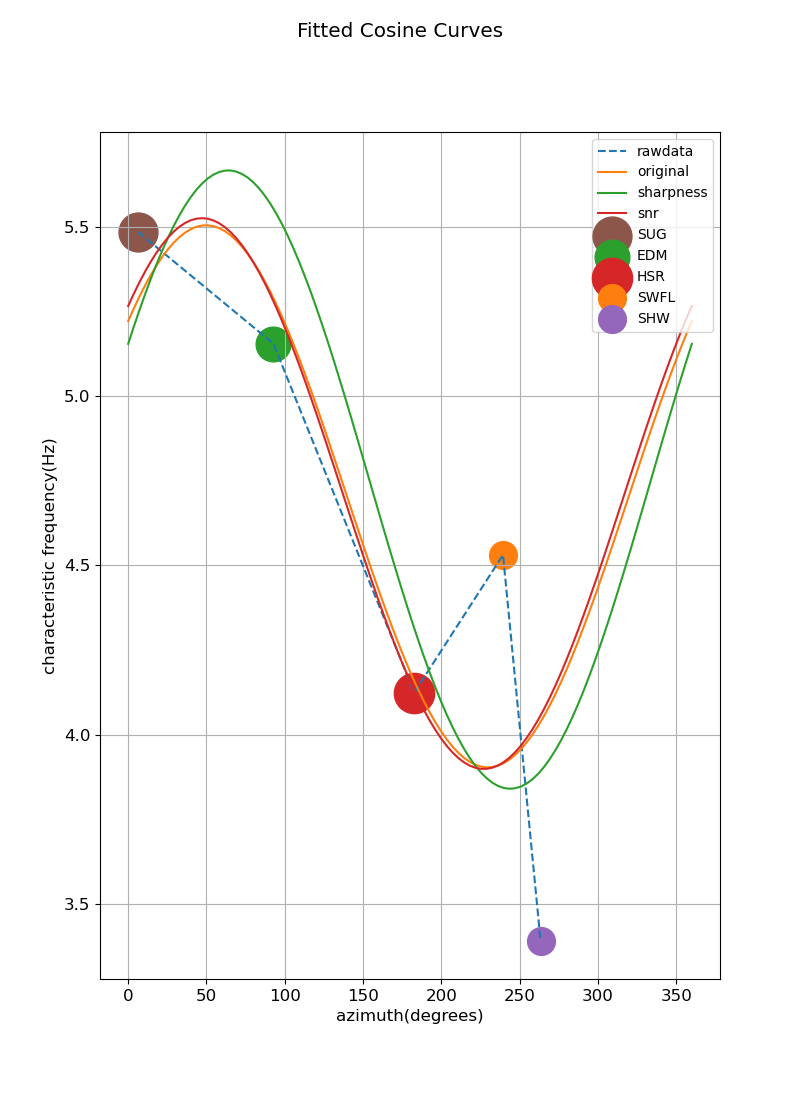 Fitted Cosine Curves
rawdata
original
sharpness
snr
SUG
EDM
HSR
SWFL
SHW
characteristic frequency(Hz)
5.5
5.0
4.5
4.0
3.5
0 50 100 150 200 250 300 350
azimuth(degrees)